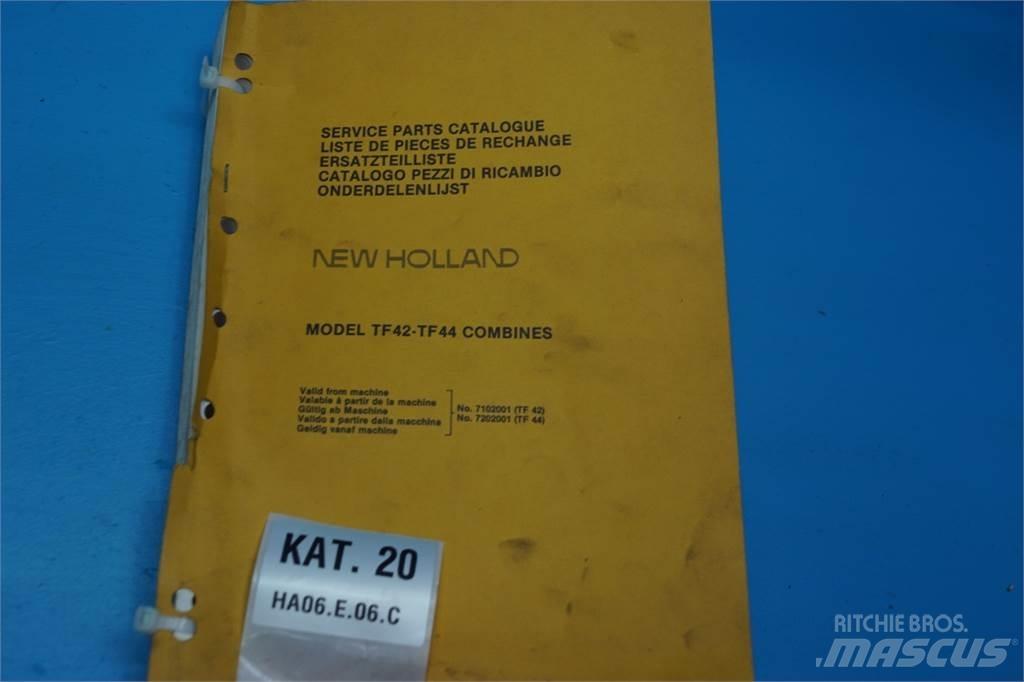 SERVICE PARTS CATALOGUE
LISTE DE PIECES DE RECHANGE
ERSATZTEILLISTE
CATALOGO PEZZI DI RICAMBIO
ONDERDELENLIJST
NEW HOLLAND
MODEL TF42-TF44 COMBINES
Valid from machine
Valable à partir de la machine
Gültig ab Maschine
Valido a partire dalla macchina
Geldig vanaf machine
No. 7102001 (TF 42)
No. 7202001 (TF 44)
KAT. 20
HA06.E.06.C
RITCHIE BROS.
MASCUS